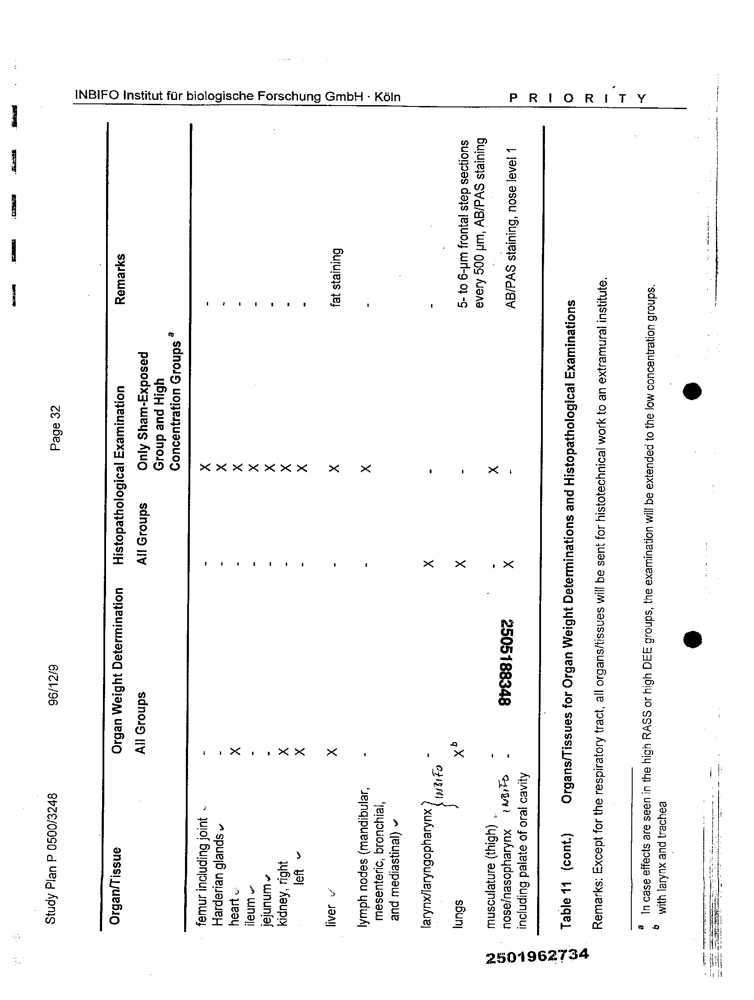 INBIFO Institut für biologische Forschung GmbH · Köln P R I O R I T Y
Study Plan P 0500/3248 96/12/9 Page 32
Organ/Tissue Organ Weight Determination Histopathological Examination Remarks
All Groups All Groups Only Sham-Exposed
Group and High
Concentration Groups a
femur including joint ✓ - - X -
Harderian glands ✓ - - X -
heart ✓ X - X -
ileum ✓ - - X -
jejunum ✓ - - X -
kidney, right X - X -
left ✓ X - X -
liver ✓ X - X fat staining
lymph nodes (mandibular, - - X -
mesenteric, bronchial,
and mediastinal) ✓
larynx/laryngopharynx } INBIFO - X - -
lungs X b X - 5- to 6-µm frontal step sections
every 500 µm, AB/PAS staining
musculature (thigh) - - X
nose/nasopharynx INBIFO - X - AB/PAS staining, nose level 1
including palate of oral cavity
2505188348
Table 11 (cont.) Organs/Tissues for Organ Weight Determinations and Histopathological Examinations
Remarks: Except for the respiratory tract, all organs/tissues will be sent for histotechnical work to an extramural institute.
a In case effects are seen in the high RASS or high DEE groups, the examination will be extended to the low concentration groups.
b with larynx and trachea
2501962734